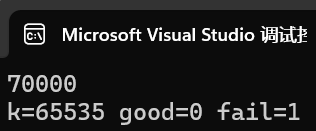 Microsoft Visual Studio 调试
70000
k=65535 good=0 fail=1